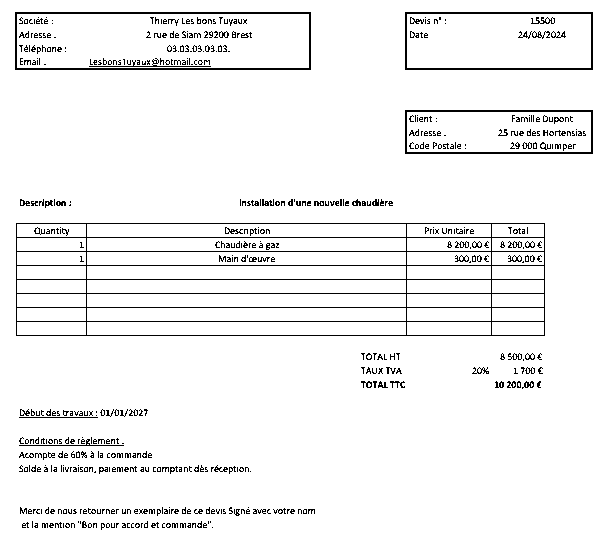 Société : Thierry Les bons Tuyaux
Adresse . 2 rue de Siam 29200 Brest
Téléphone : 03.03.03.03.03.
Email . LesbonsTuyaux@hotmail.com
Devis n° : 15500
Date 24/08/2024
Client : Famille Dupont
Adresse . 25 rue des Hortensias
Code Postale : 29 000 Quimper
Description : Installation d'une nouvelle chaudière
Quantity Description Prix Unitaire Total
1 Chaudière à gaz 8 200,00 € 8 200,00 €
1 Main d'œuvre 300,00 € 300,00 €
TOTAL HT 8 500,00 €
TAUX TVA 20% 1 700 €
TOTAL TTC 10 200,00 €
Début des travaux : 01/01/2027
Conditions de règlement .
Acompte de 60% à la commande
Solde à la livraison, paiement au comptant dès réception.
Merci de nous retourner un exemplaire de ce devis Signé avec votre nom
et la mention "Bon pour accord et commande".